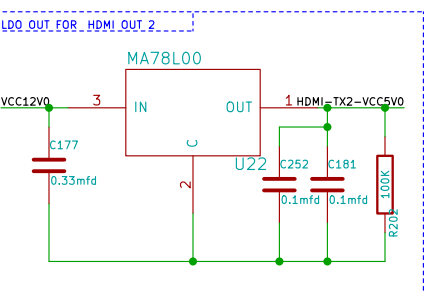 LDO OUT FOR HDMI OUT 2
MA78L00
VCC12V0
3
IN
OUT
1
HDMI-TX2-VCC5V0
C
U22
2
C177
0.33mfd
C252
0.1mfd
C181
0.1mfd
100K
R202